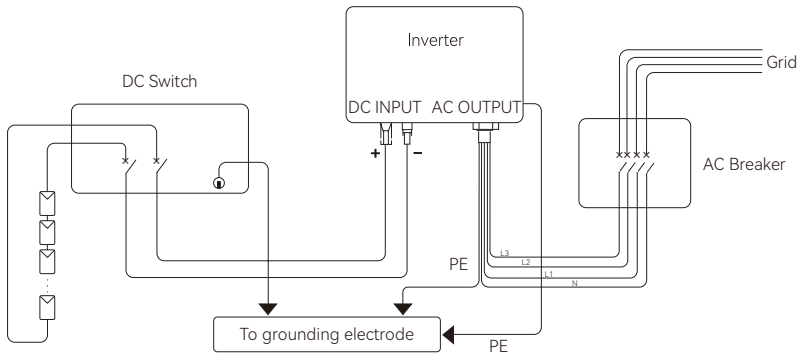 Inverter
Grid
DC Switch
DC INPUT AC OUTPUT
+ −
AC Breaker
L3
PE L2
L1
N
To grounding electrode
PE